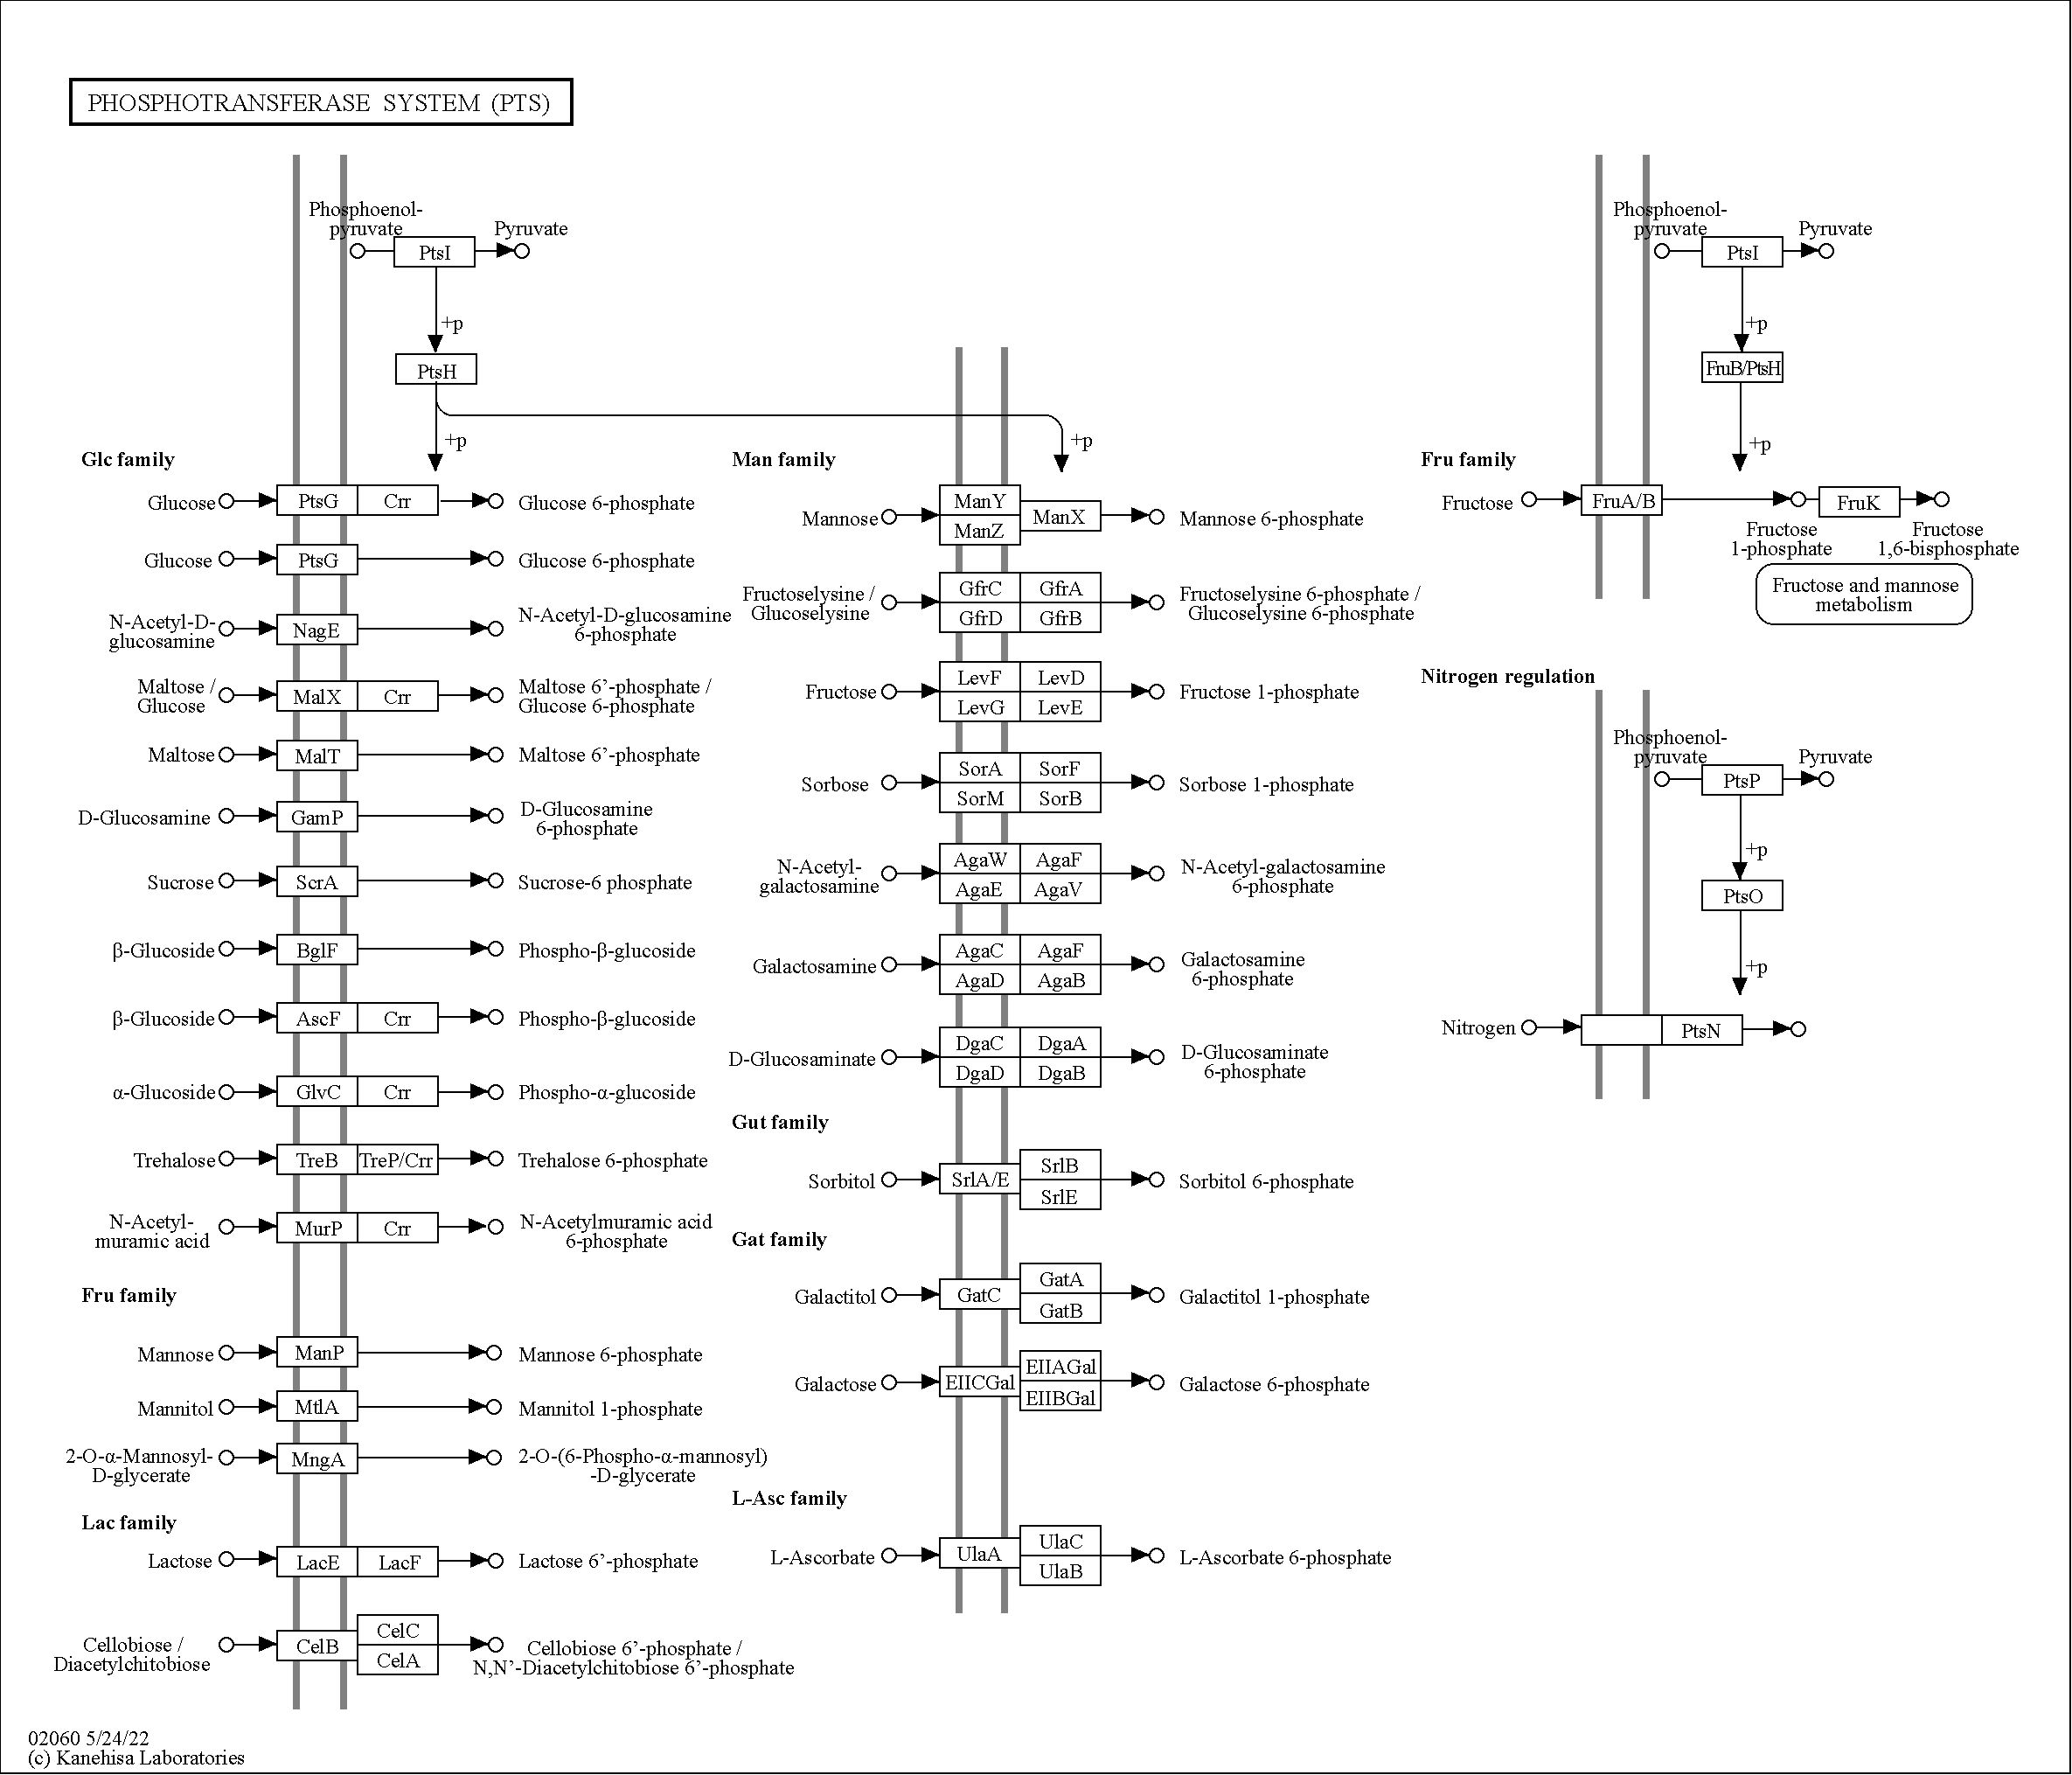 PHOSPHOTRANSFERASE SYSTEM (PTS)
Phosphoenol-
pyruvate
PtsI
Pyruvate
+p
PtsH
+p
+p
Glc family
Glucose
PtsG
Crr
Glucose 6-phosphate
Glucose
PtsG
Glucose 6-phosphate
N-Acetyl-D-
glucosamine
NagE
N-Acetyl-D-glucosamine
6-phosphate
Maltose /
Glucose
MalX
Crr
Maltose 6’-phosphate /
Glucose 6-phosphate
Maltose
MalT
Maltose 6’-phosphate
D-Glucosamine
GamP
D-Glucosamine
6-phosphate
Sucrose
ScrA
Sucrose-6 phosphate
β-Glucoside
BglF
Phospho-β-glucoside
β-Glucoside
AscF
Crr
Phospho-β-glucoside
α-Glucoside
GlvC
Crr
Phospho-α-glucoside
Trehalose
TreB
TreP/Crr
Trehalose 6-phosphate
N-Acetyl-
muramic acid
MurP
Crr
N-Acetylmuramic acid
6-phosphate
Fru family
Mannose
ManP
Mannose 6-phosphate
Mannitol
MtlA
Mannitol 1-phosphate
2-O-α-Mannosyl-
D-glycerate
MngA
2-O-(6-Phospho-α-mannosyl)
-D-glycerate
Lac family
Lactose
LacE
LacF
Lactose 6’-phosphate
Cellobiose /
Diacetylchitobiose
CelB
CelC
CelA
Cellobiose 6’-phosphate /
N,N’-Diacetylchitobiose 6’-phosphate
Man family
Mannose
ManY
ManZ
ManX
Mannose 6-phosphate
Fructoselysine /
Glucoselysine
GfrC
GfrA
GfrD
GfrB
Fructoselysine 6-phosphate /
Glucoselysine 6-phosphate
Fructose
LevF
LevD
LevG
LevE
Fructose 1-phosphate
Sorbose
SorA
SorF
SorM
SorB
Sorbose 1-phosphate
N-Acetyl-
galactosamine
AgaW
AgaF
AgaE
AgaV
N-Acetyl-galactosamine
6-phosphate
Galactosamine
AgaC
AgaF
AgaD
AgaB
Galactosamine
6-phosphate
D-Glucosaminate
DgaC
DgaA
DgaD
DgaB
D-Glucosaminate
6-phosphate
Gut family
Sorbitol
SrlA/E
SrlB
SrlE
Sorbitol 6-phosphate
Gat family
Galactitol
GatC
GatA
GatB
Galactitol 1-phosphate
Galactose
EIICGal
EIIAGal
EIIBGal
Galactose 6-phosphate
L-Asc family
L-Ascorbate
UlaA
UlaC
UlaB
L-Ascorbate 6-phosphate
Phosphoenol-
pyruvate
PtsI
Pyruvate
+p
FruB/PtsH
+p
Fru family
Fructose
FruA/B
FruK
Fructose
1-phosphate
Fructose
1,6-bisphosphate
Fructose and mannose
metabolism
Nitrogen regulation
Phosphoenol-
pyruvate
PtsP
Pyruvate
+p
PtsO
+p
Nitrogen
PtsN
02060 5/24/22
(c) Kanehisa Laboratories